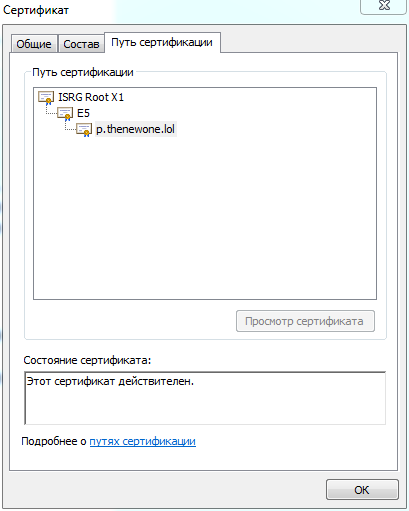 Сертификат
Общие
Состав
Путь сертификации
Путь сертификации
ISRG Root X1
E5
p.thenewone.lol
Просмотр сертификата
Состояние сертификата:
Этот сертификат действителен.
Подробнее о путях сертификации
ОК